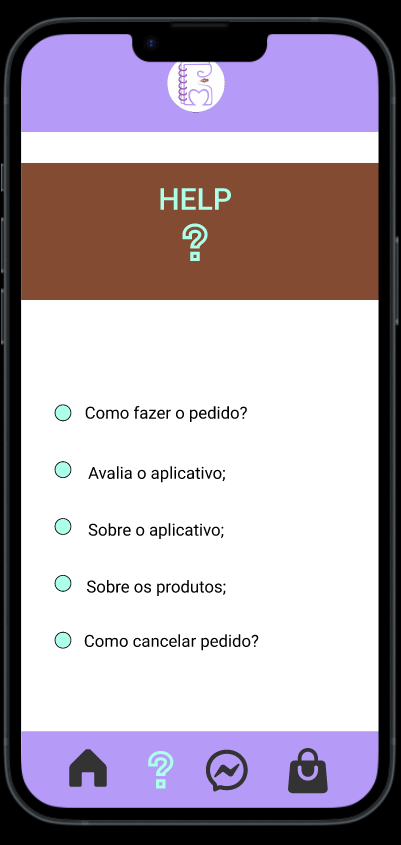 HELP
?
Como fazer o pedido?
Avalia o aplicativo;
Sobre o aplicativo;
Sobre os produtos;
Como cancelar pedido?
?